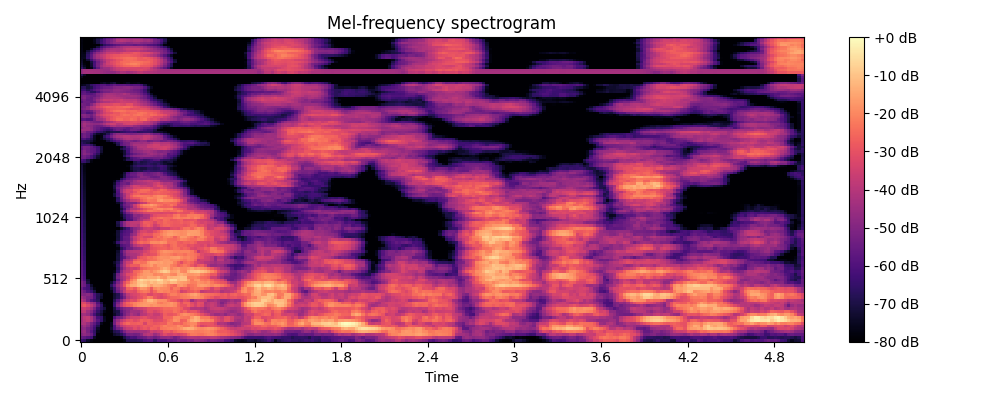 Mel-frequency spectrogram
Hz
4096
2048
1024
512
0
0 0.6 1.2 1.8 2.4 3 3.6 4.2 4.8
Time
+0 dB
-10 dB
-20 dB
-30 dB
-40 dB
-50 dB
-60 dB
-70 dB
-80 dB